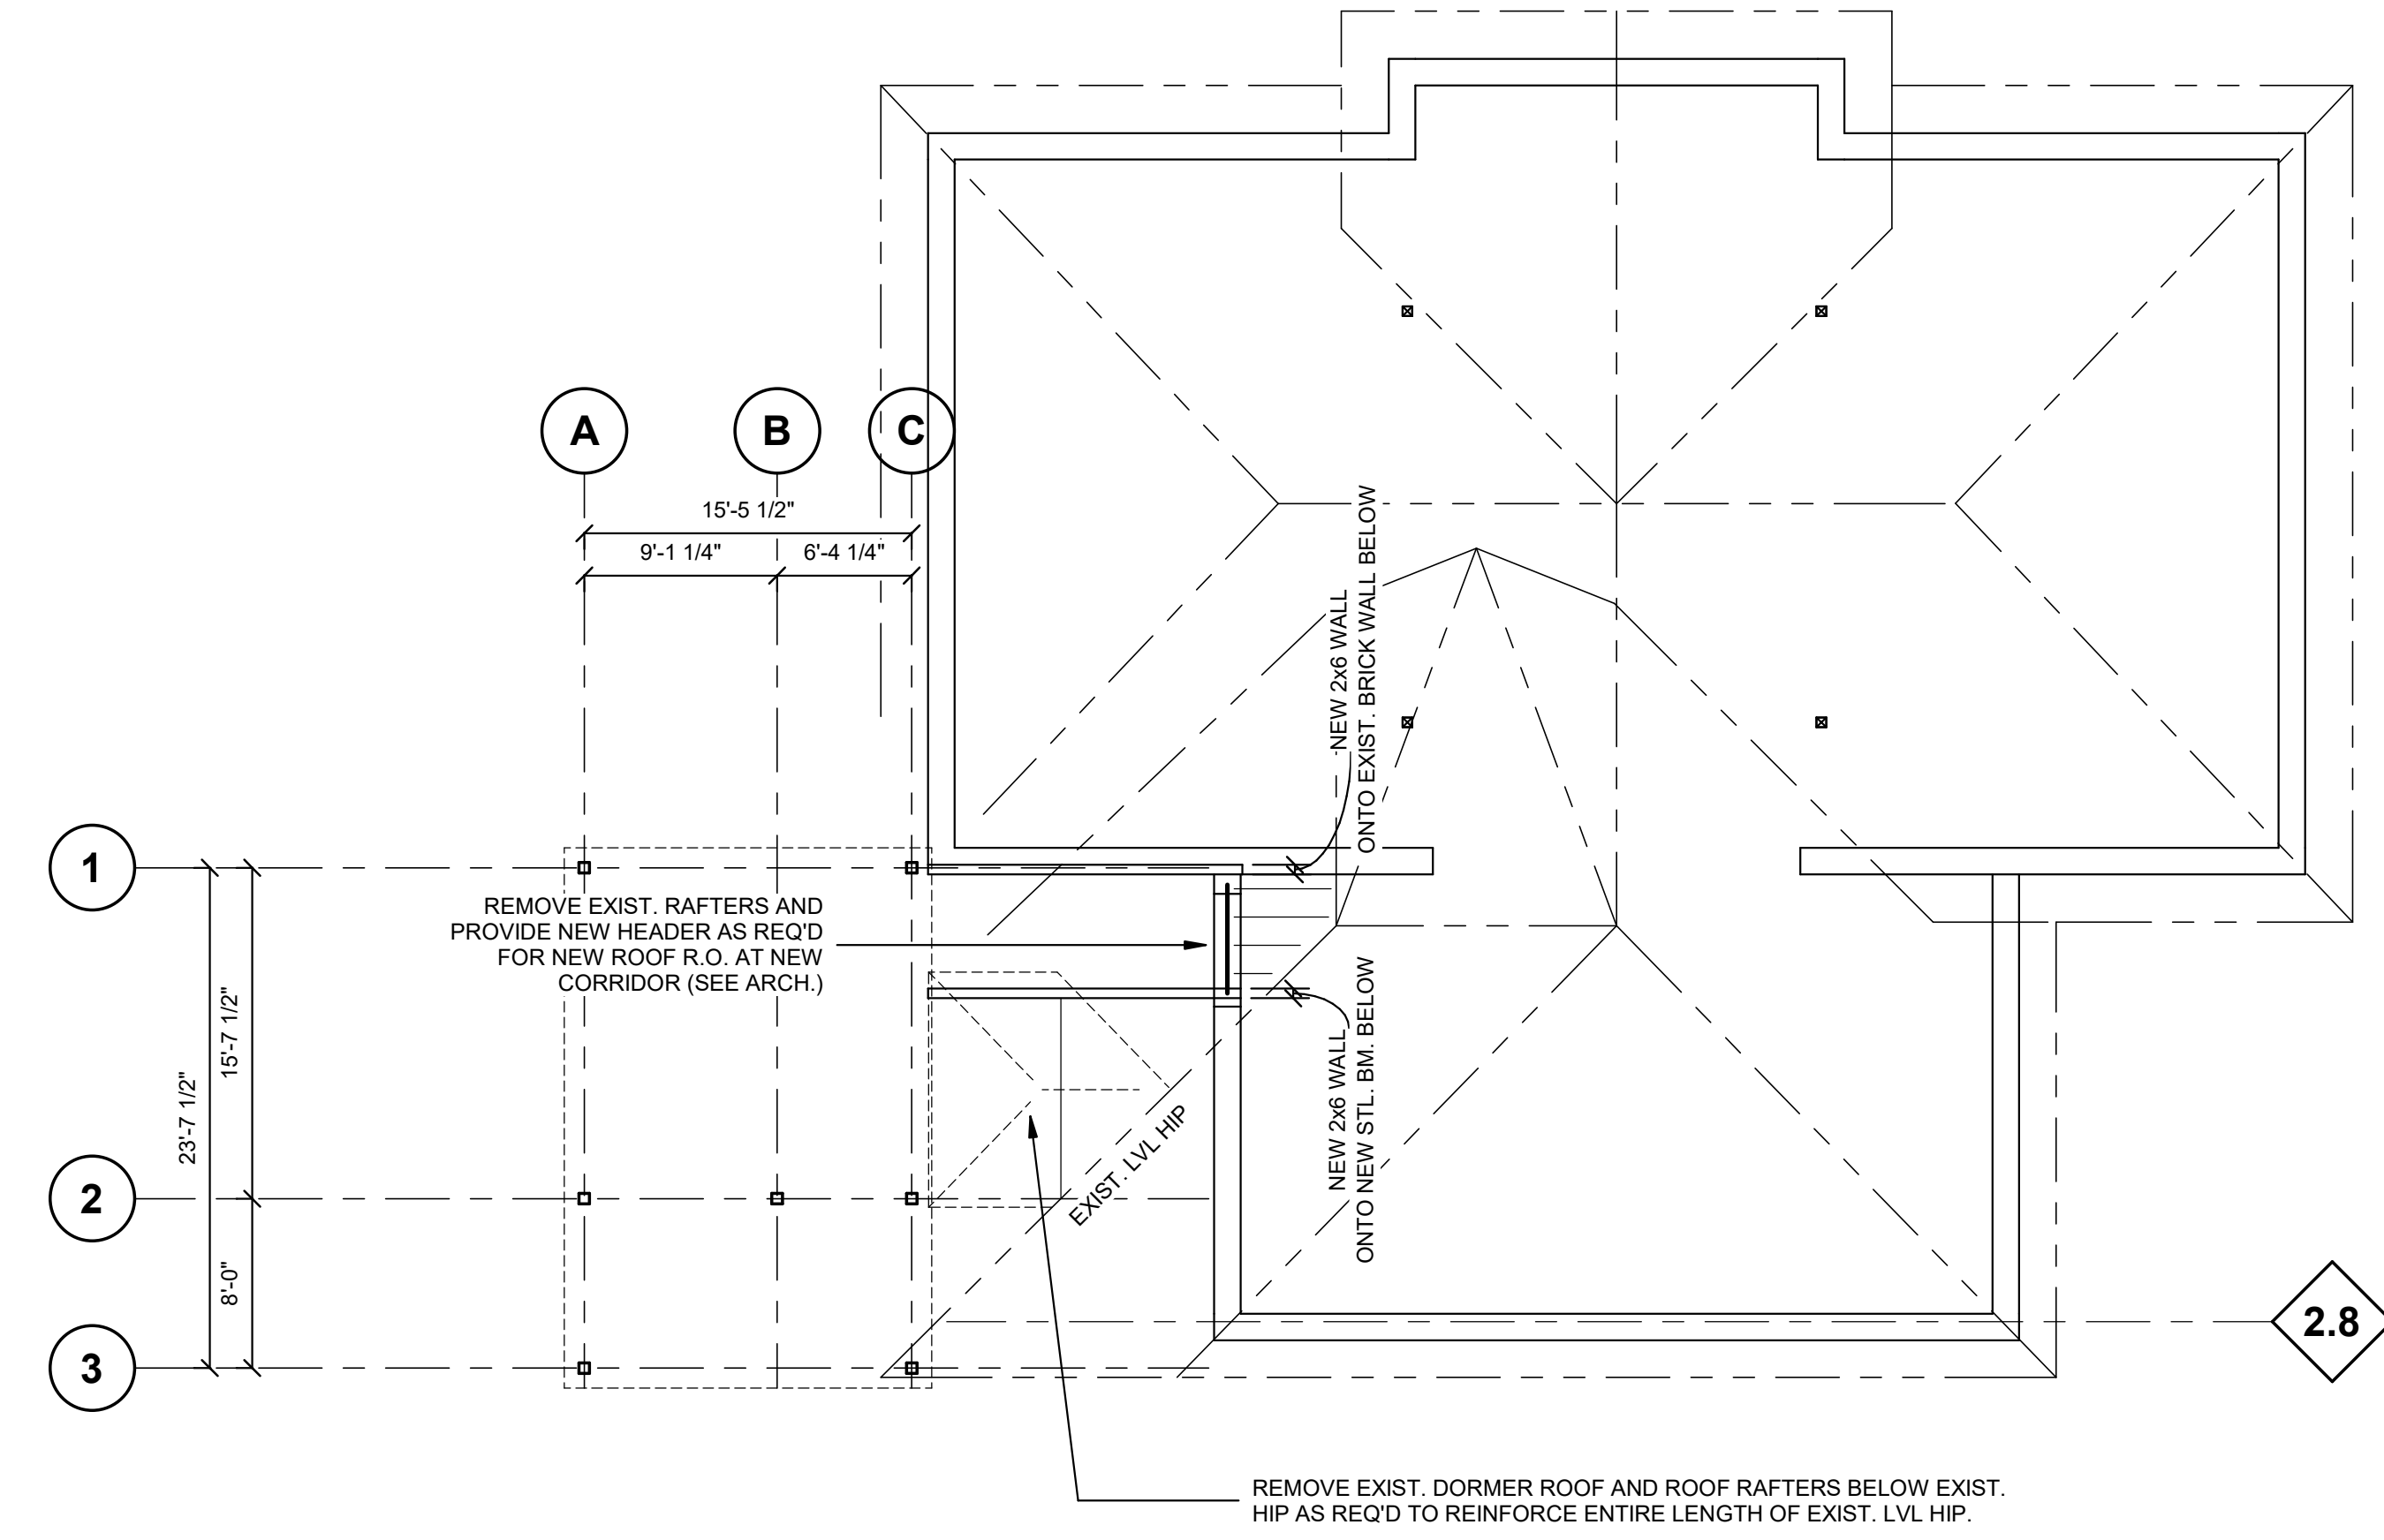 A
B
C
15'-5 1/2"
9'-1 1/4"
6'-4 1/4"
NEW 2x6 WALL
ONTO EXIST. BRICK WALL BELOW
1
REMOVE EXIST. RAFTERS AND
PROVIDE NEW HEADER AS REQ'D
FOR NEW ROOF R.O. AT NEW
CORRIDOR (SEE ARCH.)
15'-7 1/2"
23'-7 1/2"
8'-0"
NEW 2x6 WALL
ONTO NEW STL. BM. BELOW
EXIST. LVL HIP
2
3
2.8
REMOVE EXIST. DORMER ROOF AND ROOF RAFTERS BELOW EXIST.
HIP AS REQ'D TO REINFORCE ENTIRE LENGTH OF EXIST. LVL HIP.